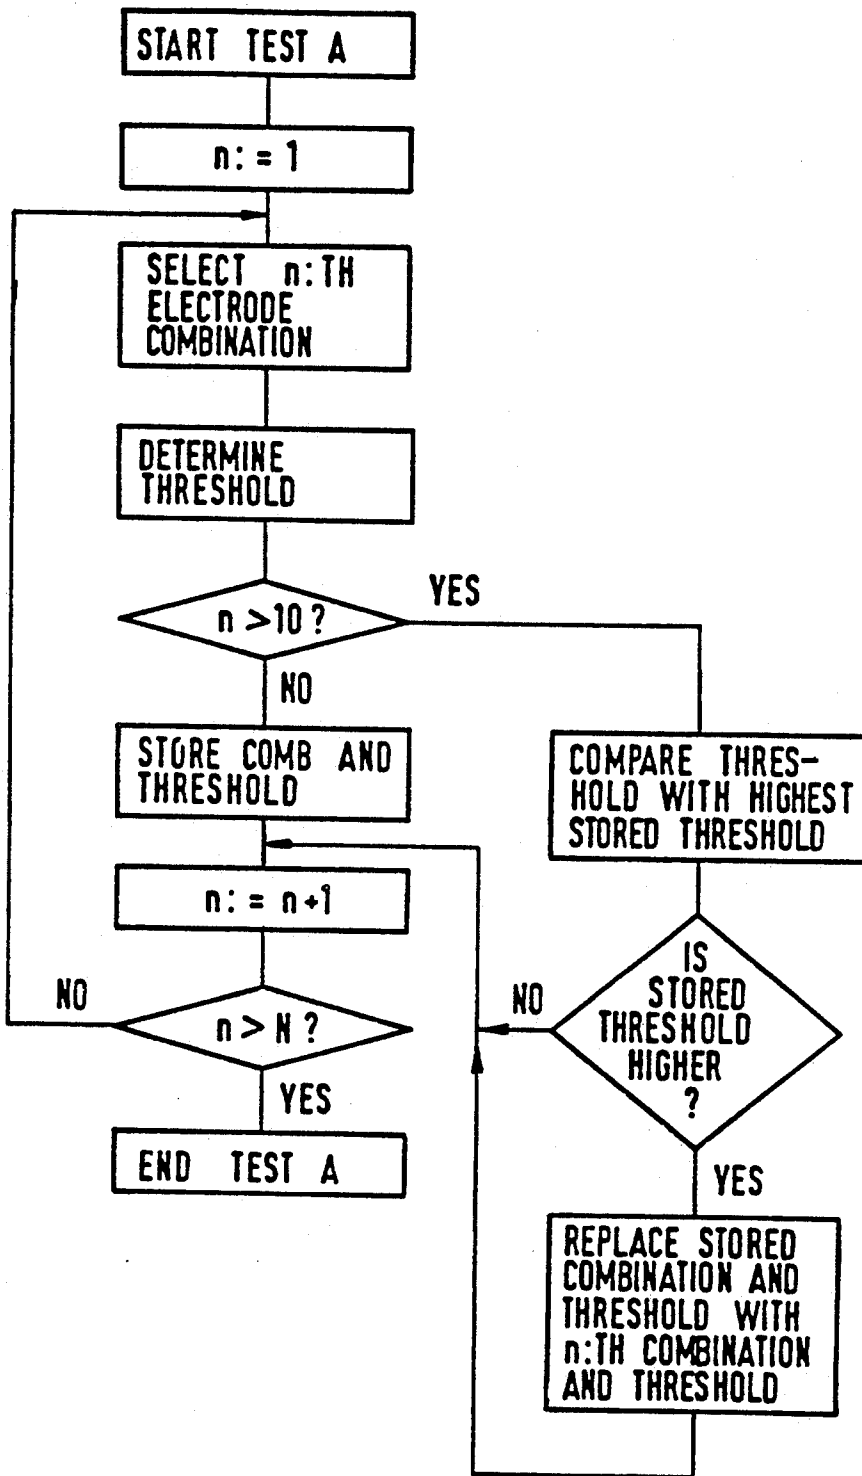 START TEST A
n: = 1
SELECT n:TH
ELECTRODE
COMBINATION
DETERMINE
THRESHOLD
n > 10 ?
YES
NO
STORE COMB AND
THRESHOLD
COMPARE THRES-
HOLD WITH HIGHEST
STORED THRESHOLD
n: = n+1
IS
STORED
THRESHOLD
HIGHER
?
NO
NO
n > N ?
YES
END TEST A
YES
REPLACE STORED
COMBINATION AND
THRESHOLD WITH
n:TH COMBINATION
AND THRESHOLD